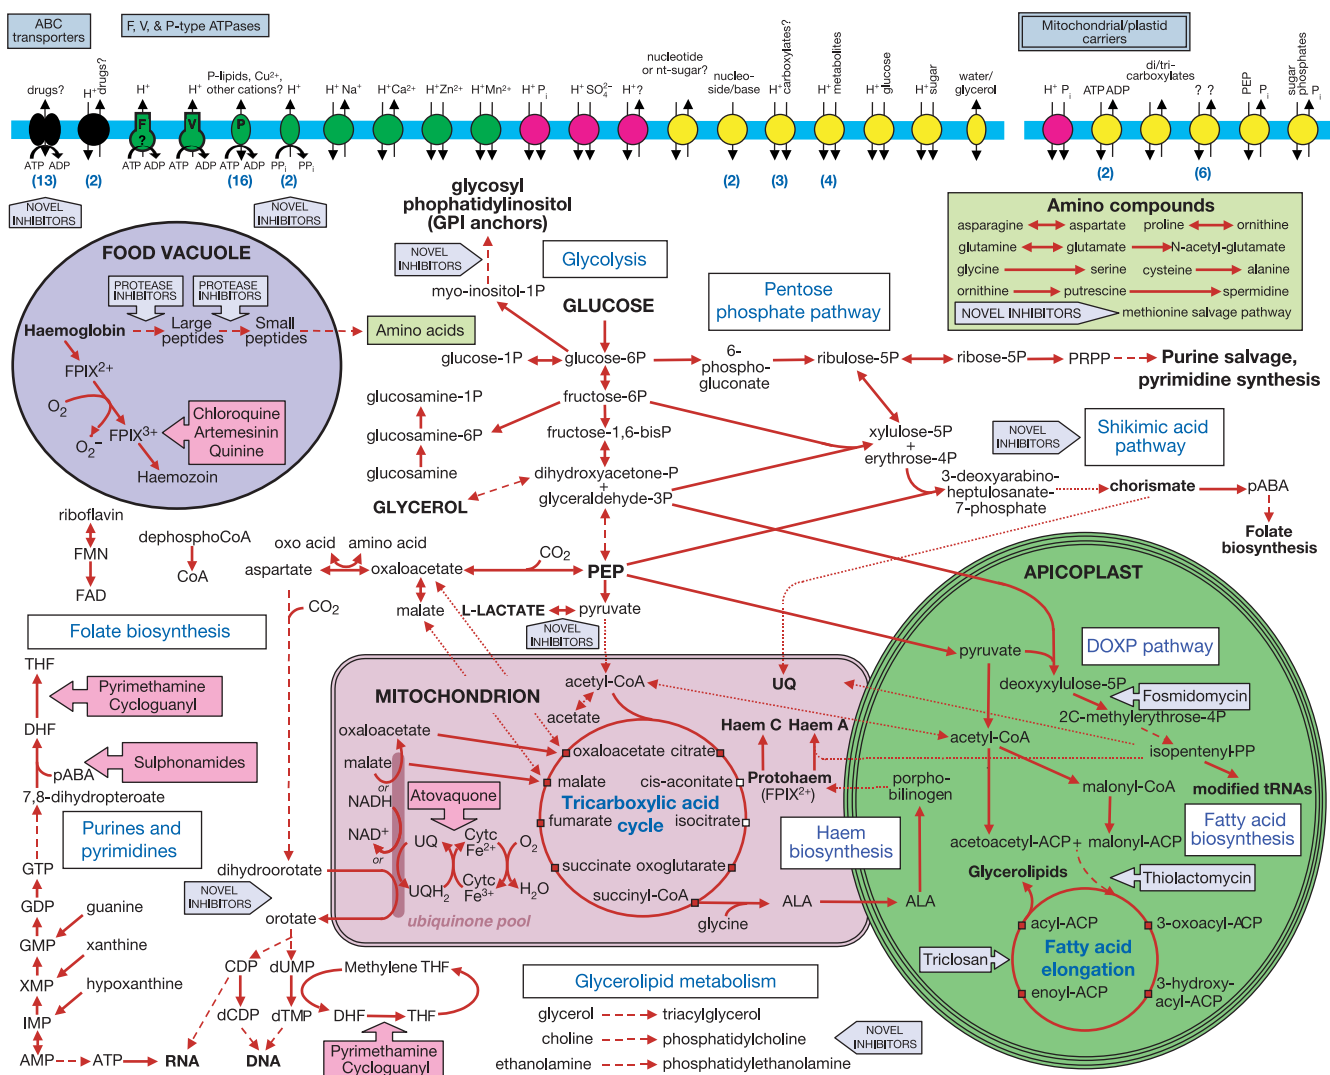 ABC
transporters
F, V, & P-type ATPases
Mitochondrial/plastid
carriers
drugs?
H⁺
drugs?
H⁺
H⁺
P-lipids, Cu²⁺,
other cations?
H⁺
H⁺ Na⁺
H⁺Ca²⁺
H⁺Zn²⁺
H⁺Mn²⁺
H⁺ Pᵢ
H⁺ SO₄²⁻
H⁺?
nucleotide
or nt-sugar?
nucleo-
side/base
H⁺
carboxylates?
H⁺
metabolites
H⁺
glucose
H⁺
sugar
water/
glycerol
H⁺ Pᵢ
ATP ADP
di/tri-
carboxylates
? ?
PEP
Pᵢ
sugar
phosphates
Pᵢ
F
?
V
P
ATP ADP
ATP ADP
ATP ADP
ATP ADP
PPᵢ PPᵢ
(13)
(2)
(16)
(2)
(2)
(3)
(4)
(2)
(6)
NOVEL
INHIBITORS
NOVEL
INHIBITORS
glycosyl
phophatidylinositol
(GPI anchors)
NOVEL
INHIBITORS
myo-inositol-1P
Glycolysis
GLUCOSE
glucose-1P
glucose-6P
6-
phospho-
gluconate
ribulose-5P
ribose-5P
PRPP
Purine salvage,
pyrimidine synthesis
Pentose
phosphate pathway
Amino compounds
asparagine
aspartate
proline
ornithine
glutamine
glutamate
N-acetyl-glutamate
glycine
serine
cysteine
alanine
ornithine
putrescine
spermidine
NOVEL INHIBITORS
methionine salvage pathway
FOOD VACUOLE
PROTEASE
INHIBITORS
PROTEASE
INHIBITORS
Haemoglobin
Large
peptides
Small
peptides
Amino acids
FPIX²⁺
O₂
O₂⁻
FPIX³⁺
Chloroquine
Artemesinin
Quinine
Haemozoin
glucosamine-1P
glucosamine-6P
glucosamine
fructose-6P
fructose-1,6-bisP
dihydroxyacetone-P
+
glyceraldehyde-3P
GLYCEROL
xylulose-5P
+
erythrose-4P
NOVEL
INHIBITORS
Shikimic acid
pathway
3-deoxyarabino-
heptulosanate-
7-phosphate
chorismate
pABA
Folate
biosynthesis
riboflavin
FMN
FAD
dephosphoCoA
CoA
oxo acid
amino acid
aspartate
oxaloacetate
CO₂
PEP
malate
L-LACTATE
pyruvate
NOVEL
INHIBITORS
CO₂
Folate biosynthesis
THF
Pyrimethamine
Cycloguanyl
DHF
pABA
Sulphonamides
7,8-dihydropteroate
Purines and
pyrimidines
GTP
GDP
guanine
GMP
xanthine
XMP
hypoxanthine
IMP
AMP
ATP
RNA
DNA
dihydroorotate
NOVEL
INHIBITORS
orotate
CDP
dUMP
dCDP
dTMP
Methylene THF
DHF
THF
Pyrimethamine
Cycloguanyl
MITOCHONDRION
acetyl-CoA
acetate
UQ
oxaloacetate
malate
or
NADH
NAD⁺
or
Atovaquone
UQ
Cytc
Fe²⁺
O₂
UQH₂
Cytc
Fe³⁺
H₂O
ubiquinone pool
oxaloacetate
citrate
malate
cis-aconitate
Tricarboxylic acid
cycle
fumarate
isocitrate
succinate
oxoglutarate
succinyl-CoA
glycine
ALA
Haem C
Haem A
Protohaem
(FPIX²⁺)
Haem
biosynthesis
APICOPLAST
pyruvate
DOXP pathway
deoxyxylulose-5P
Fosmidomycin
2C-methylerythrose-4P
acetyl-CoA
isopentenyl-PP
porpho-
bilinogen
modified tRNAs
malonyl-CoA
Fatty acid
biosynthesis
acetoacetyl-ACP
+
malonyl-ACP
ALA
Glycerolipids
Thiolactomycin
acyl-ACP
3-oxoacyl-ACP
Triclosan
Fatty acid
elongation
enoyl-ACP
3-hydroxy-
acyl-ACP
Glycerolipid metabolism
glycerol
triacylglycerol
choline
phosphatidylcholine
ethanolamine
phosphatidylethanolamine
NOVEL
INHIBITORS